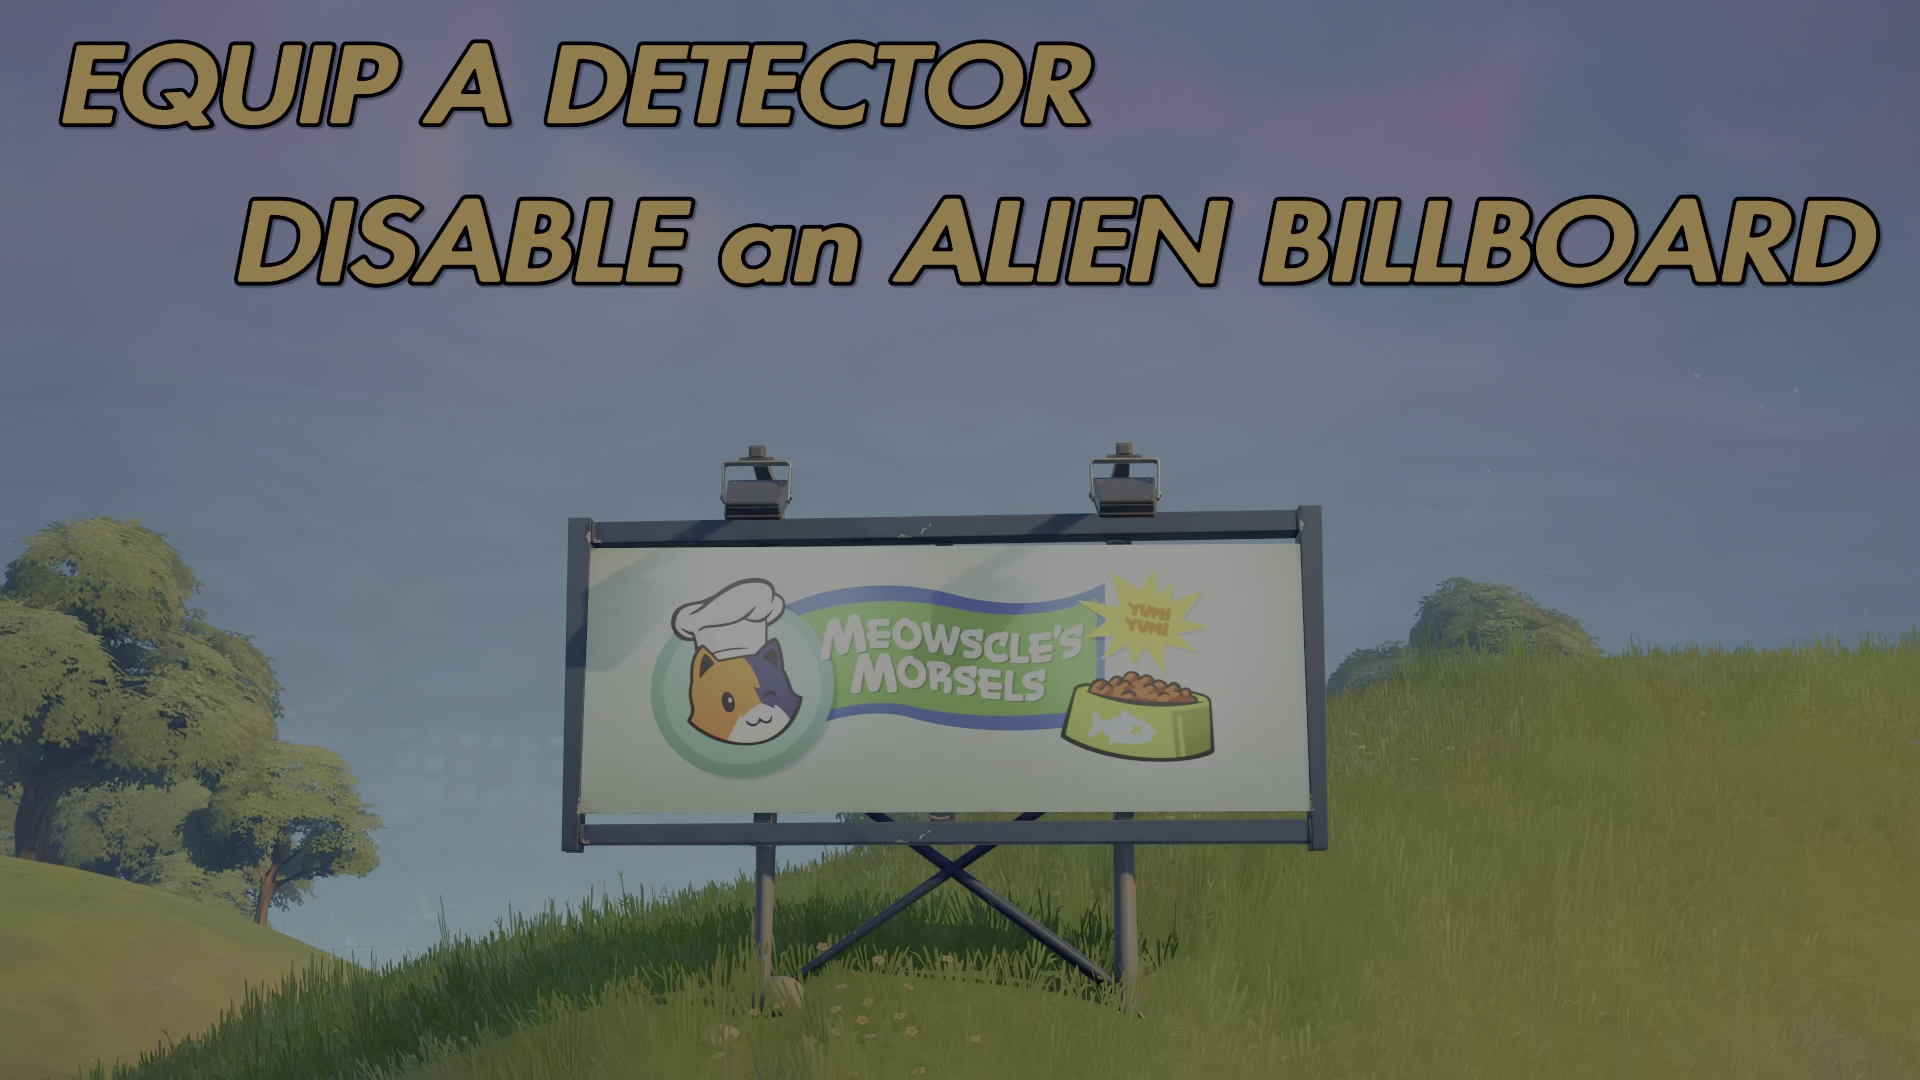 EQUIP A DETECTOR
DISABLE an ALIEN BILLBOARD
MEOWSCLE'S
MORSELS
YUM!
YUM!